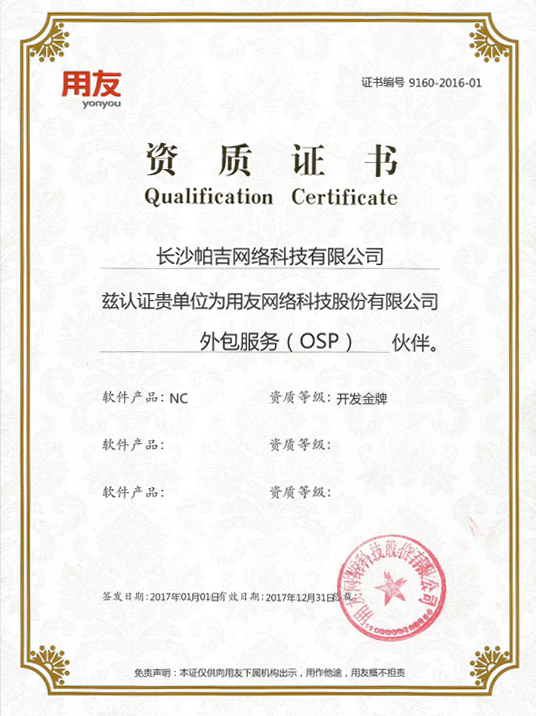 用友
yonyou
证书编号 9160-2016-01
资质证书
Qualification Certificate
长沙帕吉网络科技有限公司
兹认证贵单位为用友网络科技股份有限公司
外包服务（OSP） 伙伴。
软件产品：NC 资质等级：开发金牌
软件产品： 资质等级：
软件产品： 资质等级：
签发日期：2017年01月01日有效日期：2017年12月31日
用友网络科技股份有限公司
免责声明：本证仅供向用友下属机构出示，用作他途，用友概不担责